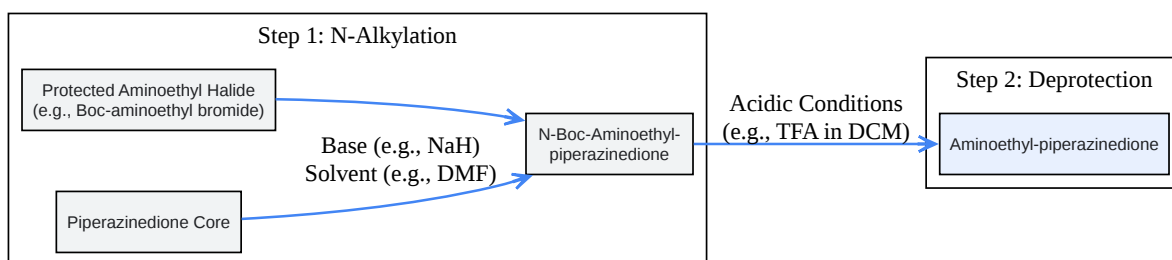 Step 1: N-Alkylation
Protected Aminoethyl Halide
(e.g., Boc-aminoethyl bromide)
Base (e.g., NaH)
Solvent (e.g., DMF)
Piperazinedione Core
N-Boc-Aminoethyl-
piperazinedione
Acidic Conditions
(e.g., TFA in DCM)
Step 2: Deprotection
Aminoethyl-piperazinedione